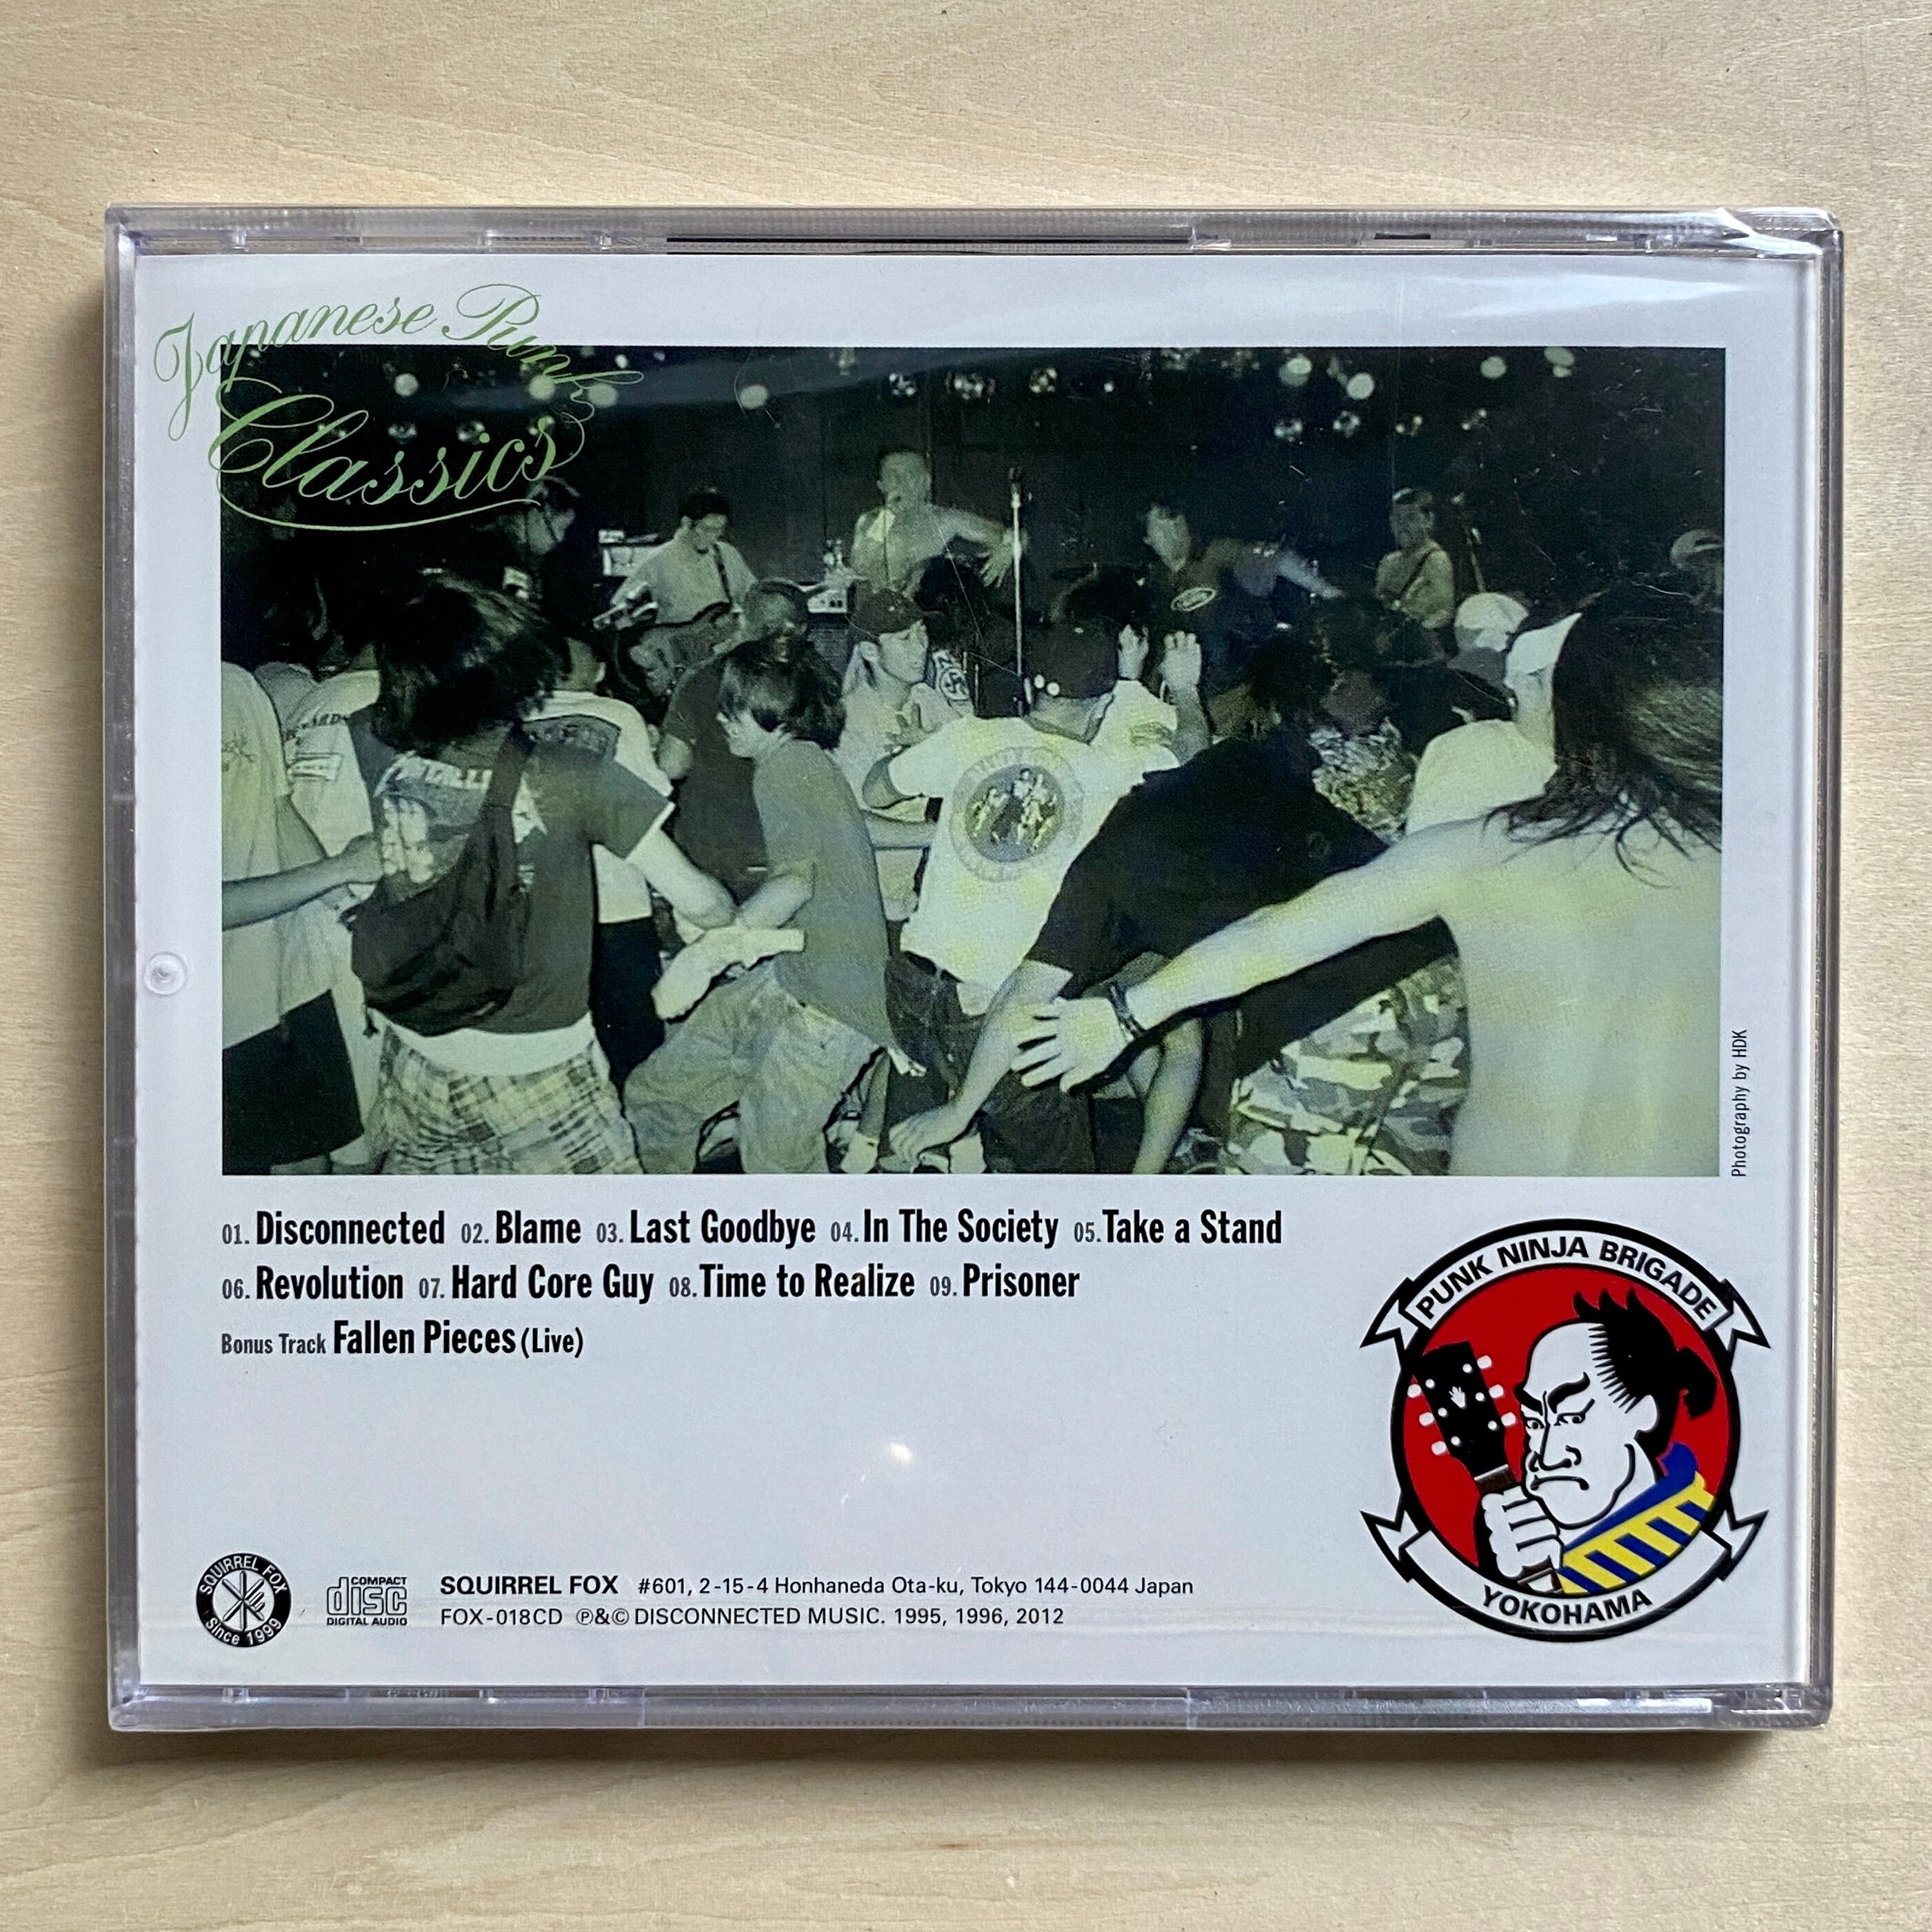 Japanese Punk
Classics
Photography by HDK
01. Disconnected 02. Blame 03. Last Goodbye 04. In The Society 05. Take a Stand
06. Revolution 07. Hard Core Guy 08. Time to Realize 09. Prisoner
Bonus Track Fallen Pieces (Live)
PUNK NINJA BRIGADE
YOKOHAMA
SQUIRREL FOX
Since 1999
COMPACT
disc
DIGITAL AUDIO
SQUIRREL FOX #601, 2-15-4 Honhaneda Ota-ku, Tokyo 144-0044 Japan
FOX-018CD Ⓟ&© DISCONNECTED MUSIC. 1995, 1996, 2012